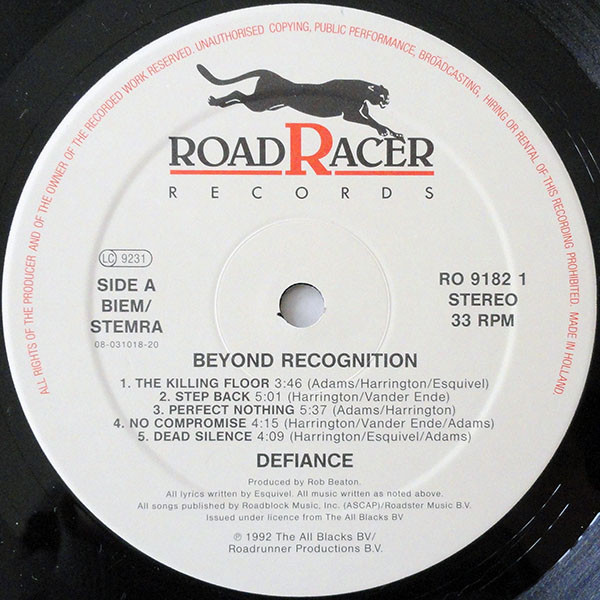 ALL RIGHTS OF THE PRODUCER AND OF THE OWNER OF THE RECORDED WORK RESERVED. UNAUTHORISED COPYING, PUBLIC PERFORMANCE, BROADCASTING, HIRING OR RENTAL OF THIS RECORDING PROHIBITED. MADE IN HOLLAND.
ROADRACER
RECORDS
LC 9231
SIDE A
BIEM/
STEMRA
08-031018-20
RO 9182 1
STEREO
33 RPM
BEYOND RECOGNITION
1. THE KILLING FLOOR 3:46 (Adams/Harrington/Esquivel)
2. STEP BACK 5:01 (Harrington/Vander Ende)
3. PERFECT NOTHING 5:37 (Adams/Harrington)
4. NO COMPROMISE 4:15 (Harrington/Vander Ende/Adams)
5. DEAD SILENCE 4:09 (Harrington/Esquivel/Adams)
DEFIANCE
Produced by Rob Beaton.
All lyrics written by Esquivel. All music written as noted above.
All songs published by Roadblock Music, Inc. (ASCAP)/Roadster Music B.V.
Issued under licence from The All Blacks BV
℗ 1992 The All Blacks BV/
Roadrunner Productions B.V.